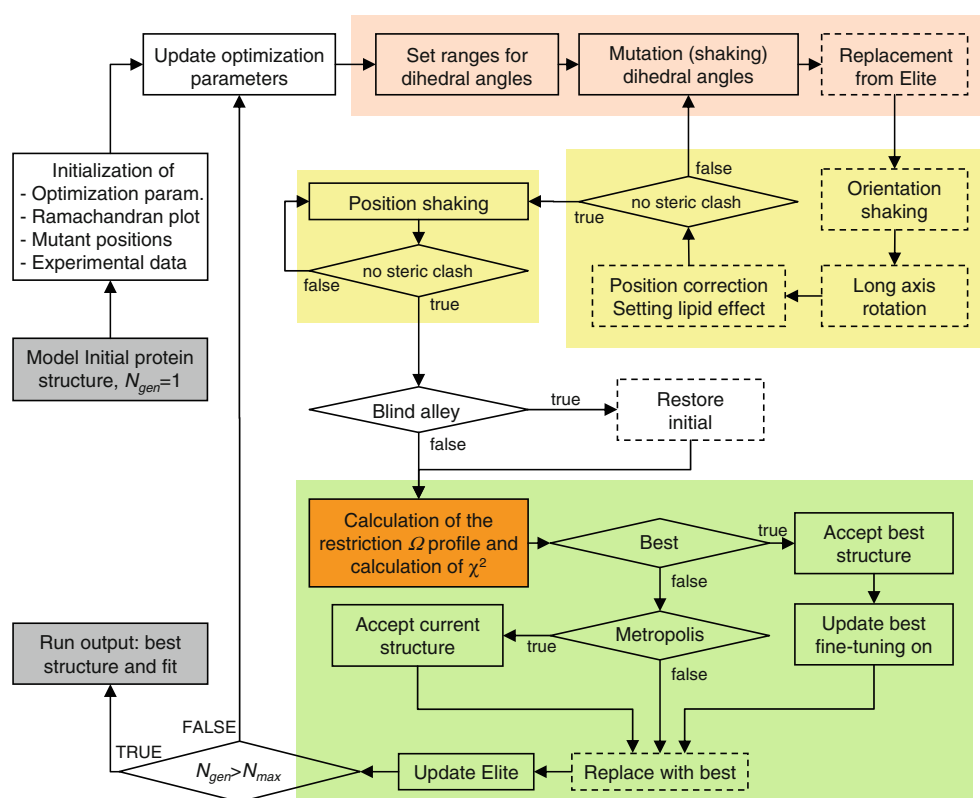 Update optimization
parameters
Set ranges for
dihedral angles
Mutation (shaking)
dihedral angles
Replacement
from Elite
Initialization of
- Optimization param.
- Ramachandran plot
- Mutant positions
- Experimental data
Position shaking
true
false
no steric clash
Orientation
shaking
no steric clash
false
true
Position correction
Setting lipid effect
Long axis
rotation
Model Initial protein
structure, Ngen=1
Blind alley
true
false
Restore
initial
Calculation of the
restriction Ω profile and
calculation of χ²
Best
true
false
Accept best
structure
Run output: best
structure and fit
Accept current
structure
Metropolis
true
false
Update best
fine-tuning on
FALSE
TRUE
Ngen>Nmax
Update Elite
Replace with best